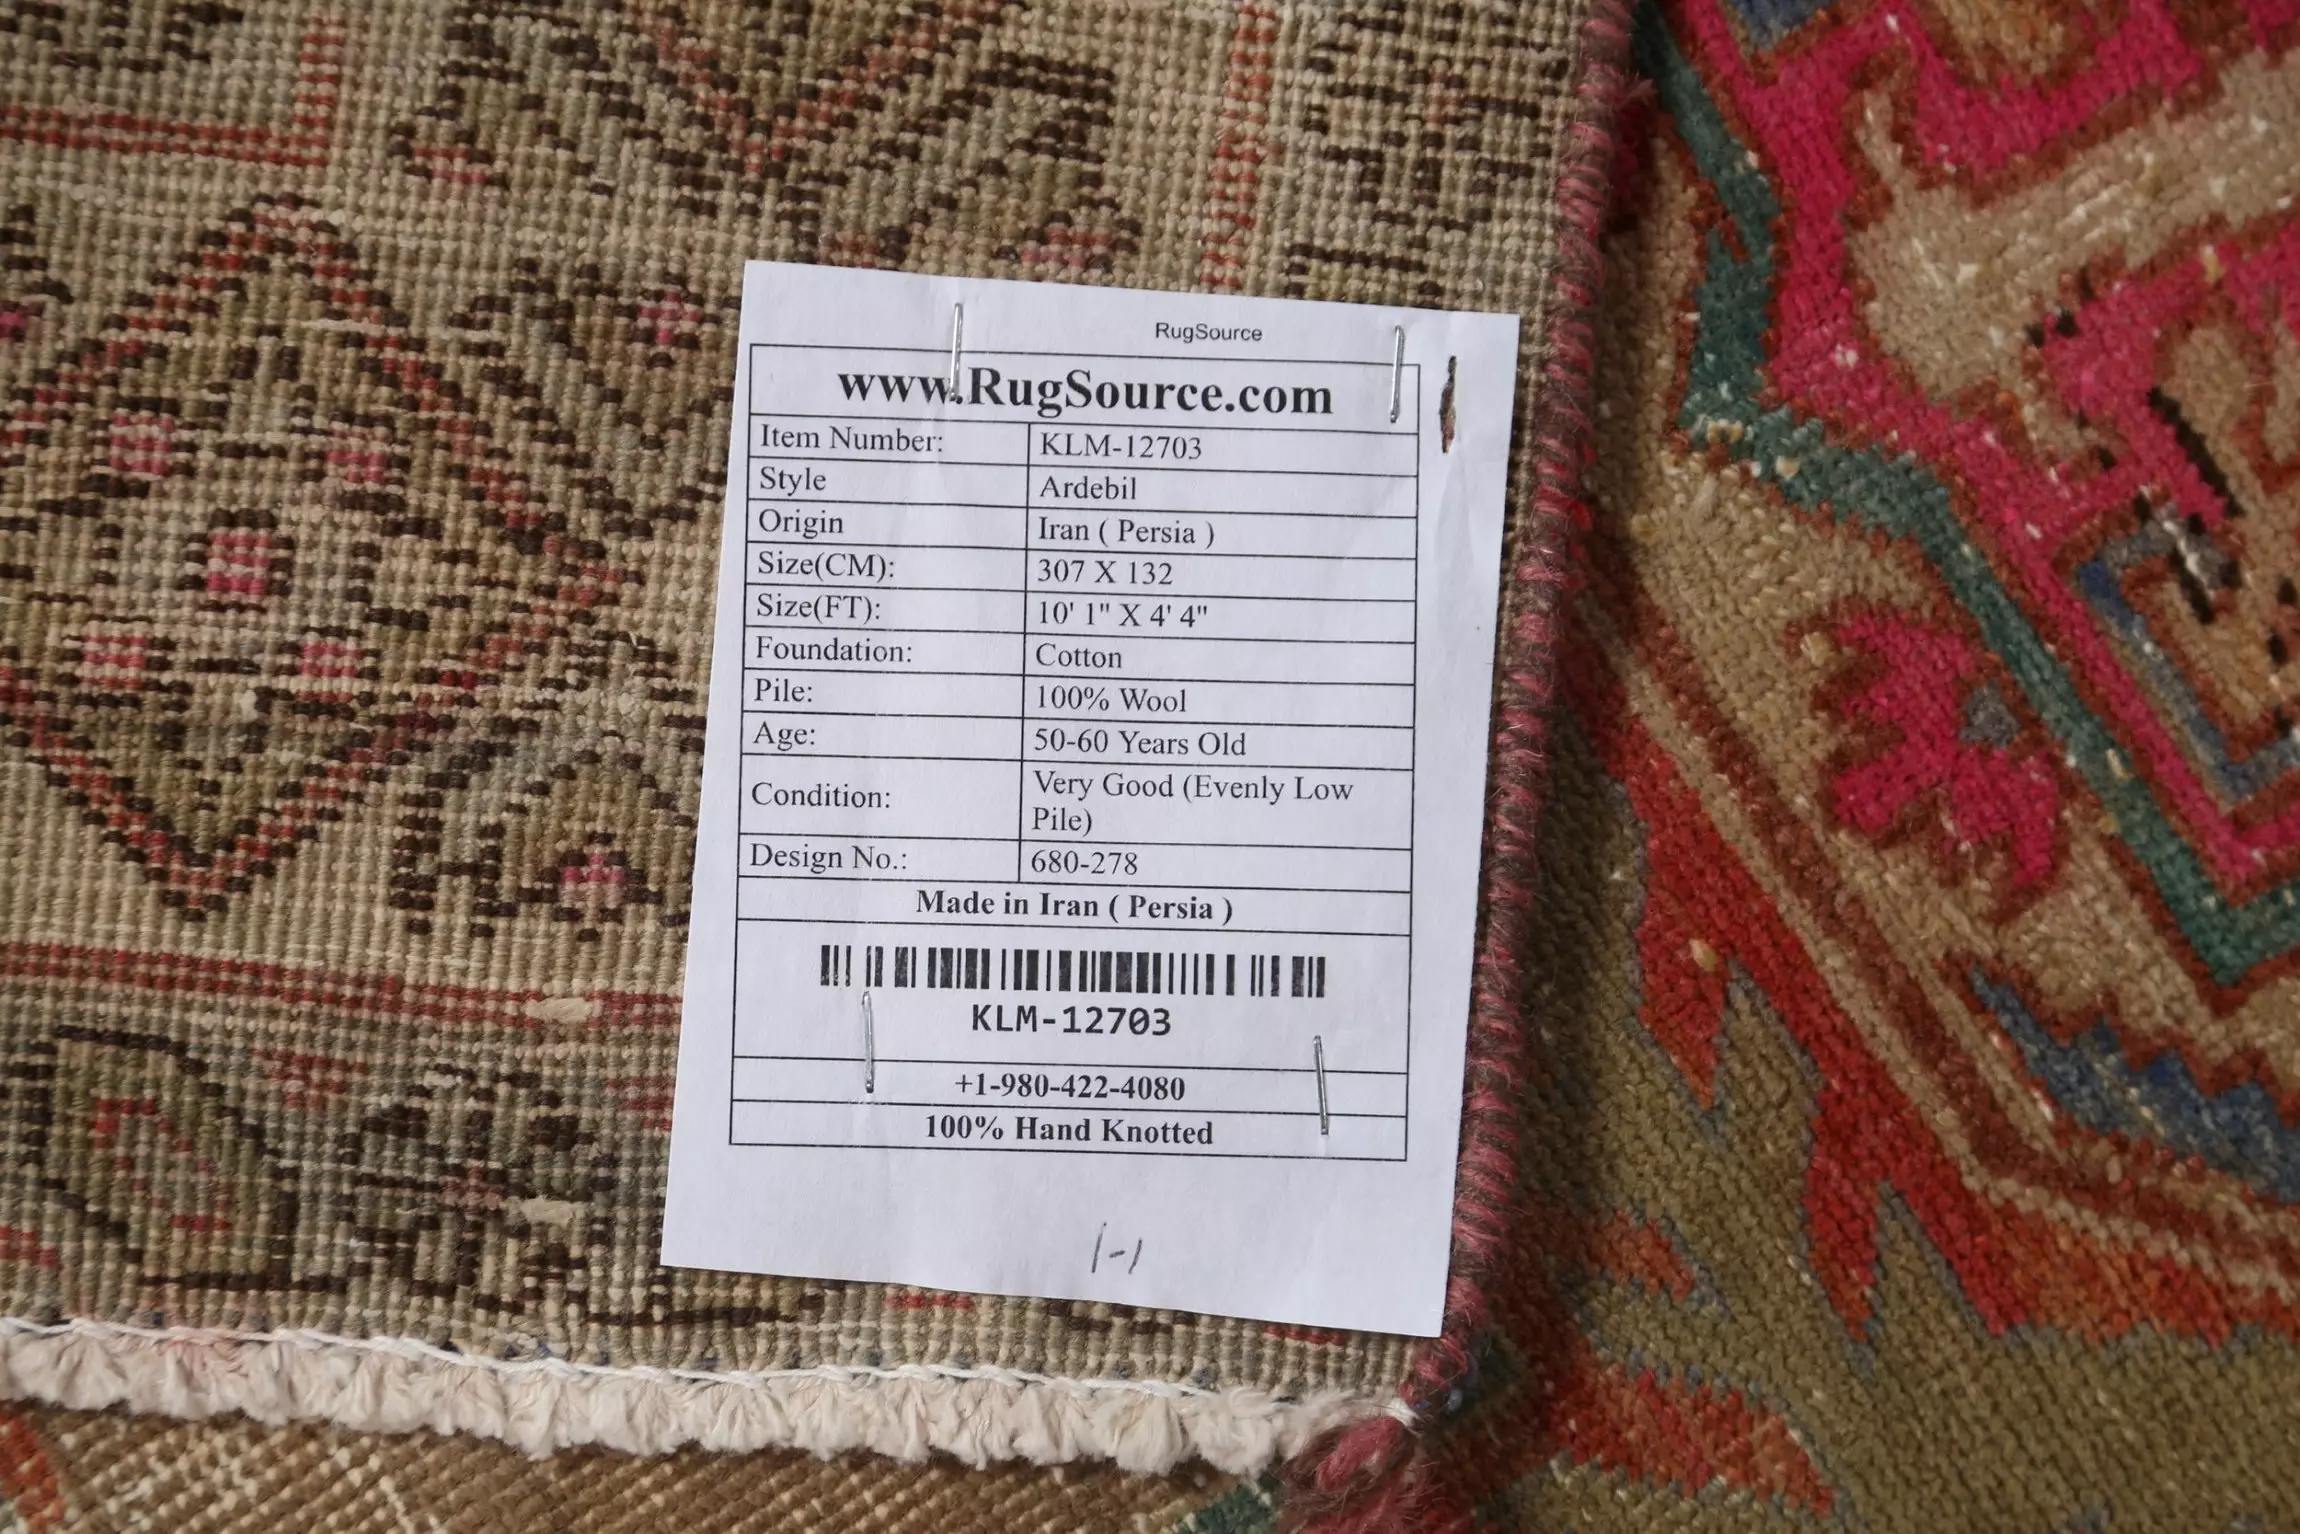 RugSource
www.RugSource.com
Item Number: KLM-12703
Style Ardebil
Origin Iran ( Persia )
Size(CM): 307 X 132
Size(FT): 10' 1" X 4' 4"
Foundation: Cotton
Pile: 100% Wool
Age: 50-60 Years Old
Condition: Very Good (Evenly Low
Pile)
Design No.: 680-278
Made in Iran ( Persia )
KLM-12703
+1-980-422-4080
100% Hand Knotted
1-1